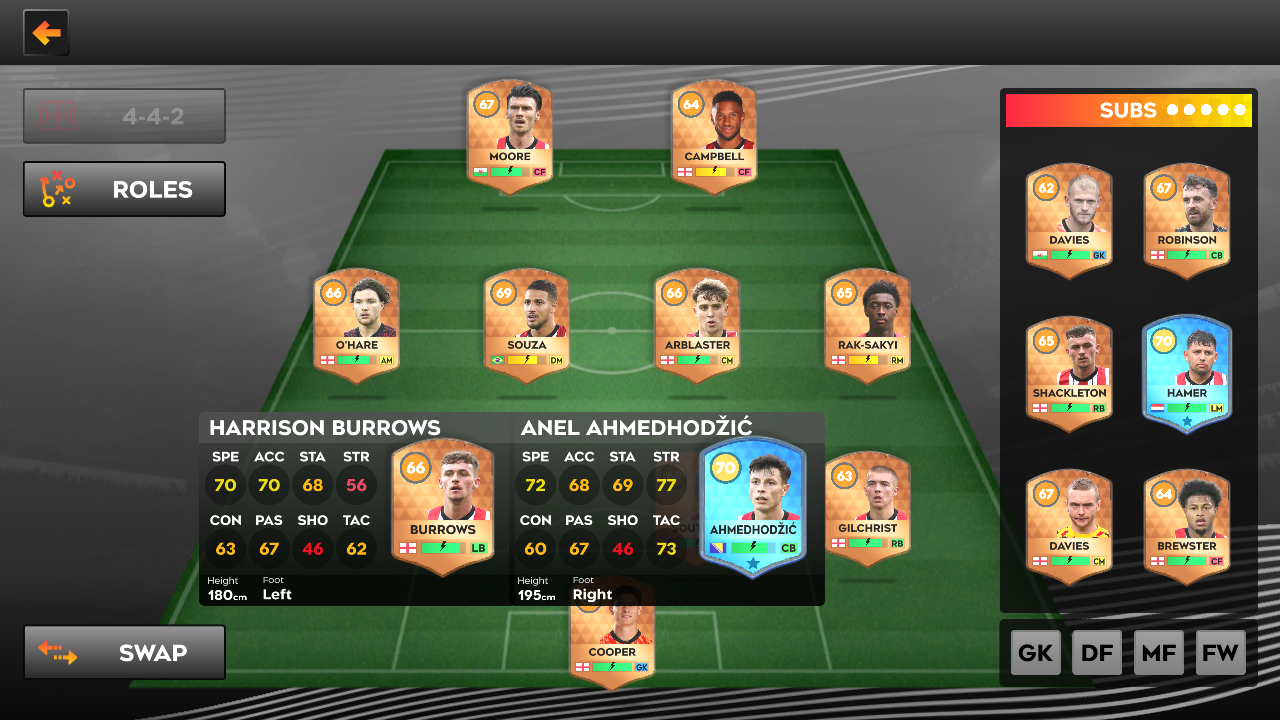 4-4-2
ROLES
67
MOORE
CF
64
CAMPBELL
CF
66
O'HARE
AM
69
SOUZA
DM
66
ARBLASTER
CM
65
RAK-SAKYI
RM
HARRISON BURROWS
SPE ACC STA STR
70 70 68 56
CON PAS SHO TAC
63 67 46 62
Height
180cm
Foot
Left
66
BURROWS
LB
ANEL AHMEDHODŽIĆ
SPE ACC STA STR
72 68 69 77
CON PAS SHO TAC
60 67 46 73
Height
195cm
Foot
Right
70
AHMEDHODŽIĆ
CB
63
GILCHRIST
RB
COOPER
GK
SWAP
SUBS
62
DAVIES
GK
67
ROBINSON
CB
65
SHACKLETON
RB
70
HAMER
LM
67
DAVIES
CM
64
BREWSTER
CF
GK DF MF FW